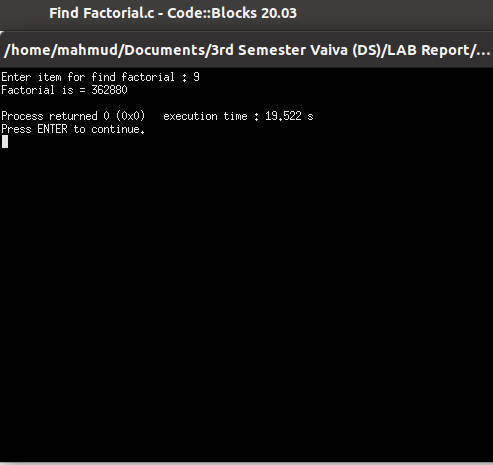 Find Factorial.c - Code::Blocks 20.03
/home/mahmud/Documents/3rd Semester Vaiva (DS)/LAB Report/...
Enter item for find factorial : 9
Factorial is = 362880
Process returned 0 (0x0)   execution time : 19.522 s
Press ENTER to continue.